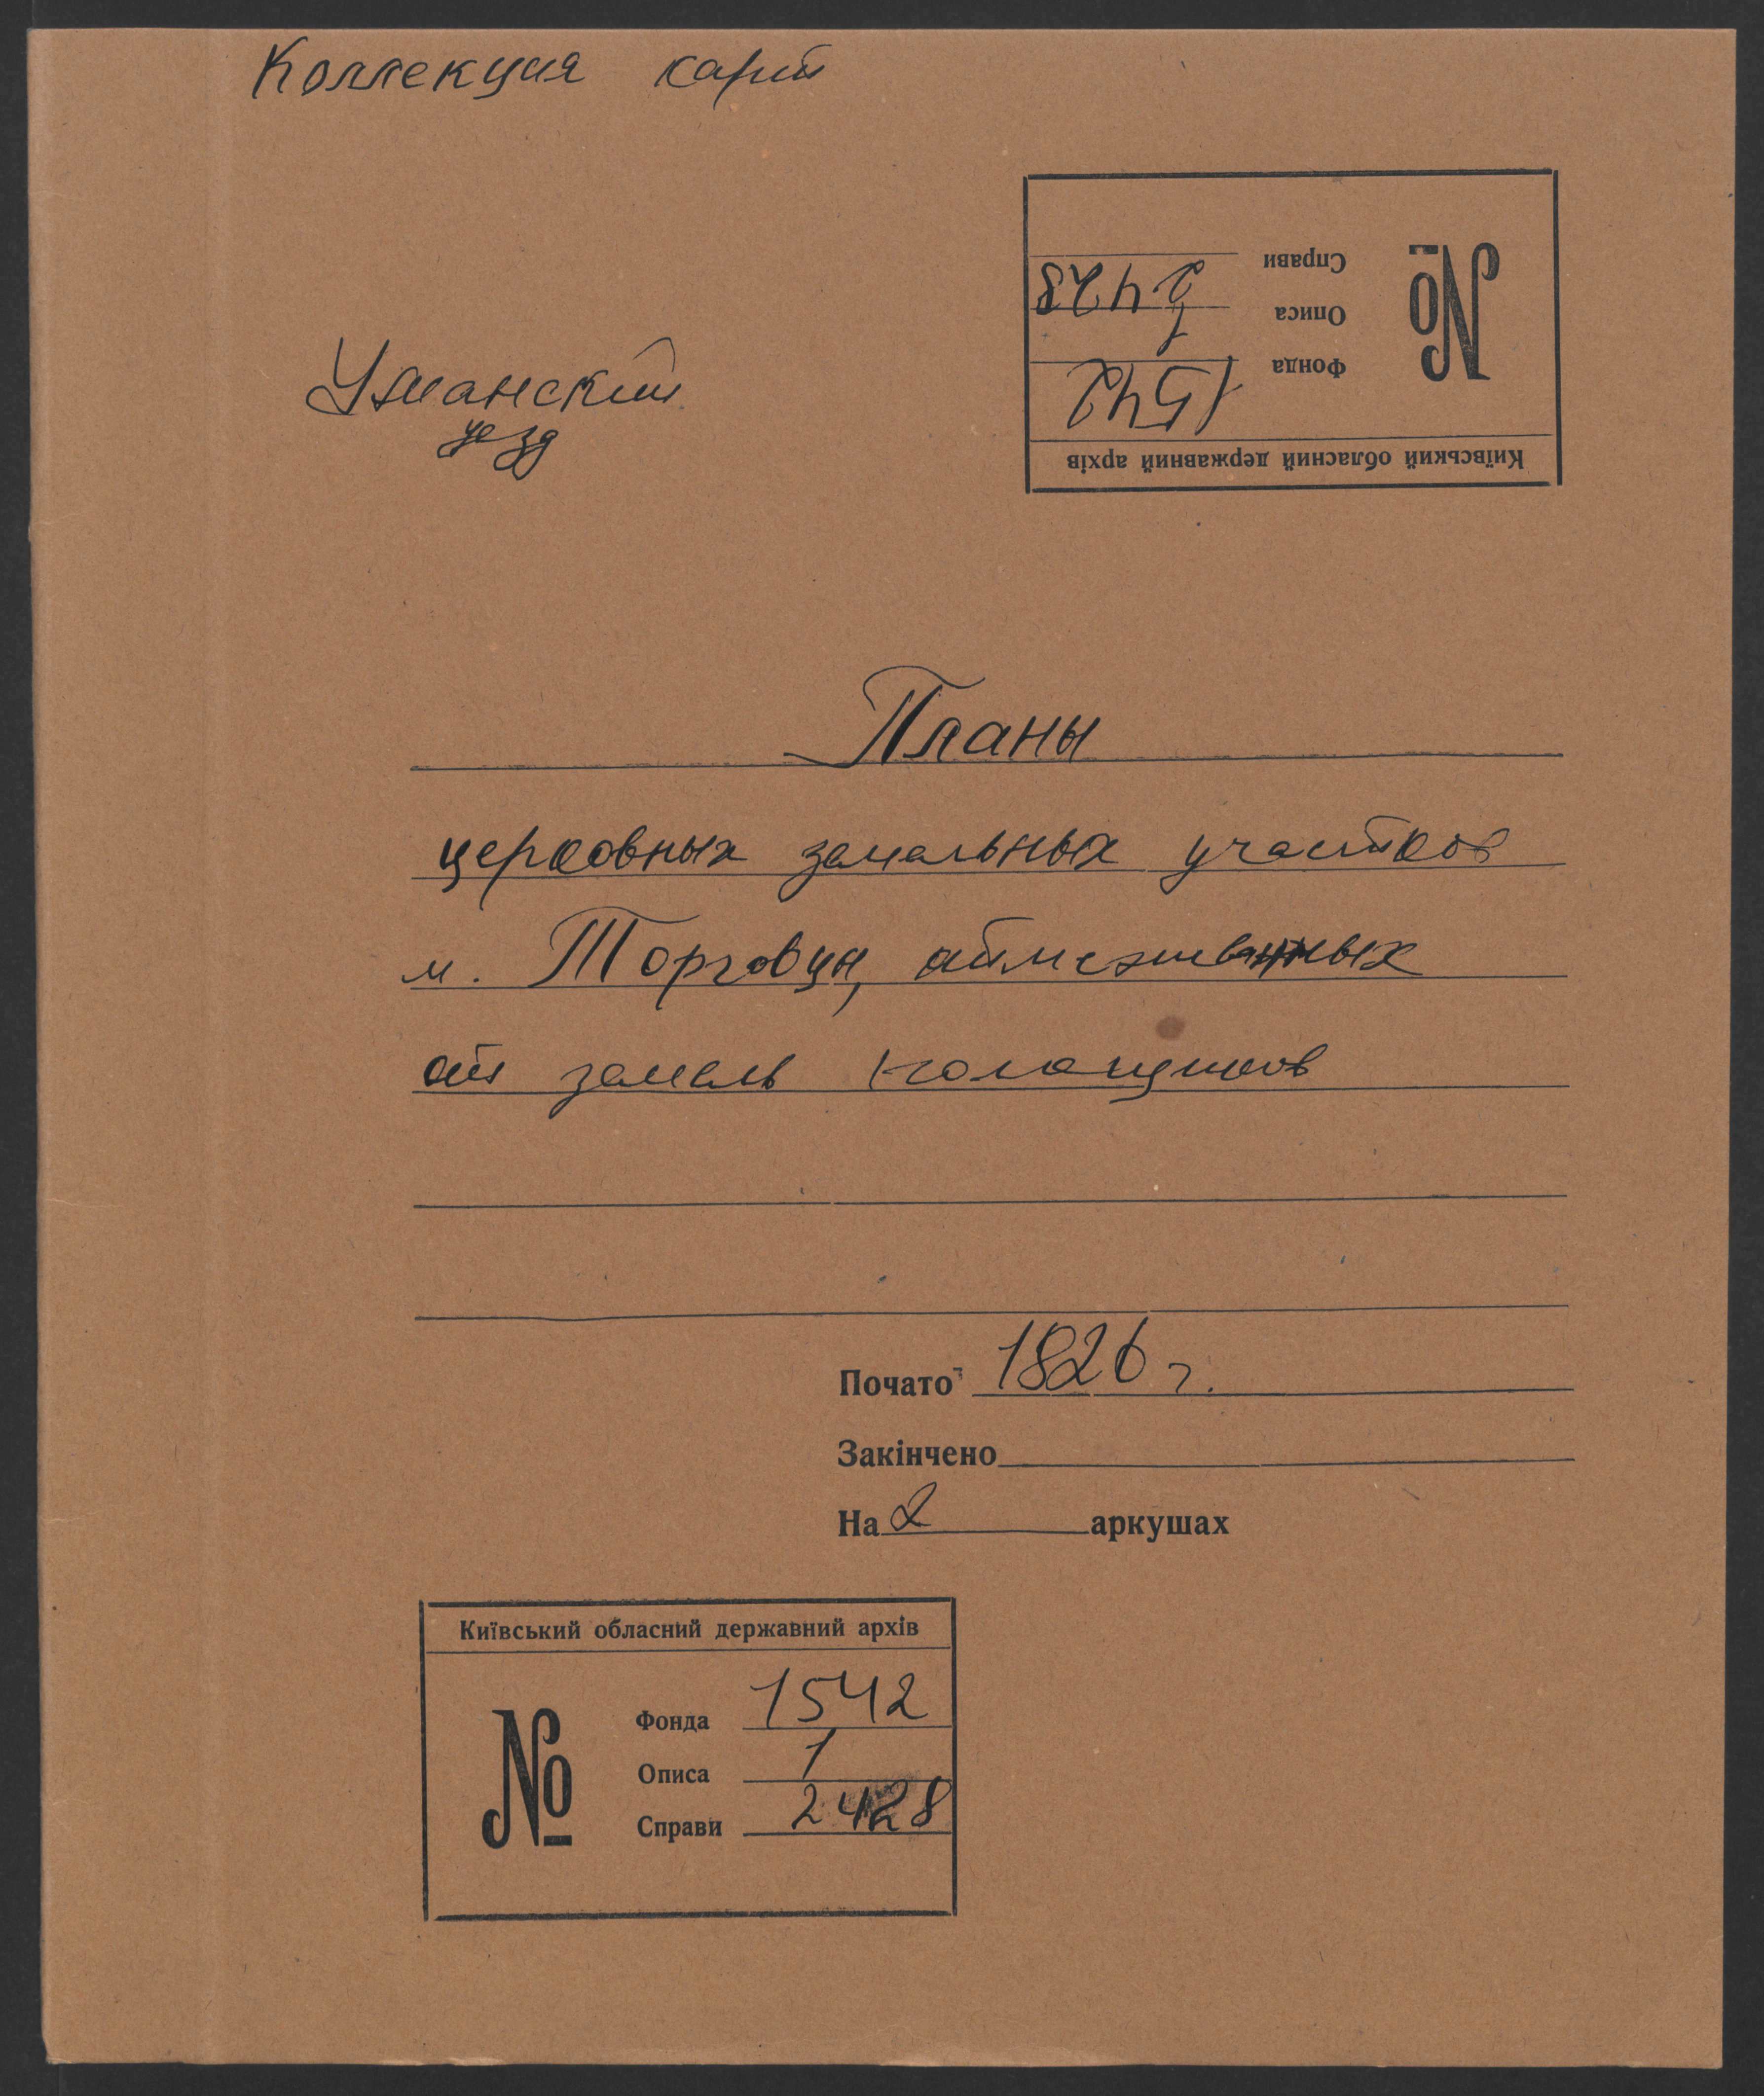 Коллекция карт
Справи 2428
Описа 1
Фонда 1542
№
Київський обласний державний архів
Уманский
уезд
Планы
церковных земельных участков
м. Торговца, отмежеванных
от земель помещиков
Почато 1826 г.
Закінчено
На 2 аркушах
Київський обласний державний архів
№
Фонда 1542
Описа 1
Справи 2428